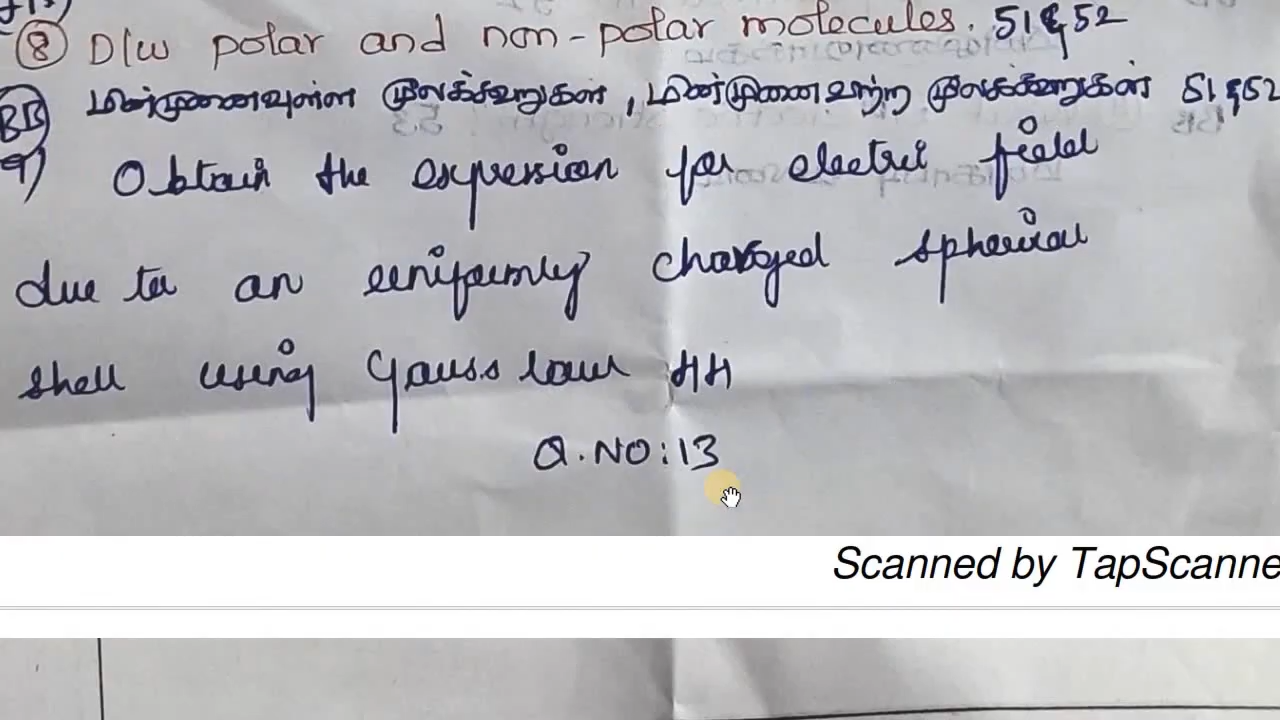 ⑧ D/w polar and non-polar molecules. 51 & 52
BB மின்முனைவுள்ள மூலக்கூறுகள், மின்முனைவற்ற மூலக்கூறுகள் 51 & 52
9) Obtain the expression for electric field
due to an uniformly charged spherical
shell using Gauss law
Q.NO:13
Scanned by TapScanne